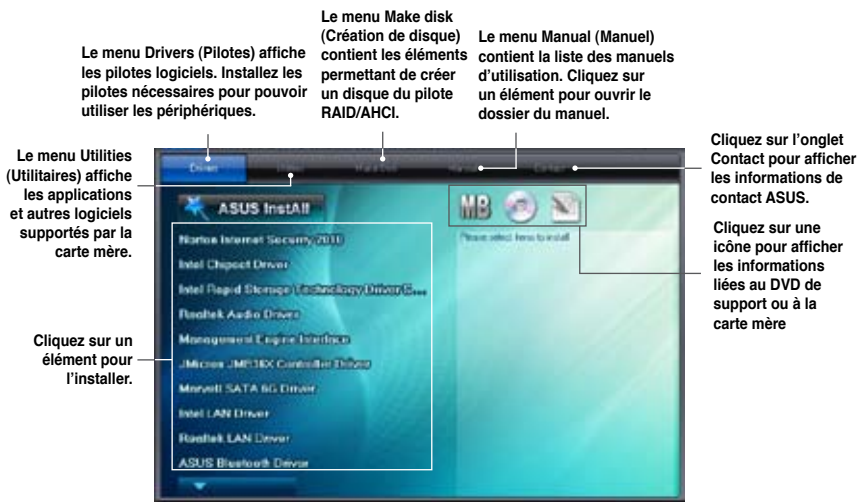 Le menu Drivers (Pilotes) affiche
les pilotes logiciels. Installez les
pilotes nécessaires pour pouvoir
utiliser les périphériques.
Le menu Make disk
(Création de disque)
contient les éléments
permettant de créer
un disque du pilote
RAID/AHCI.
Le menu Manual (Manuel)
contient la liste des manuels
d’utilisation. Cliquez sur
un élément pour ouvrir le
dossier du manuel.
Le menu Utilities
(Utilitaires) affiche
les applications
et autres logiciels
supportés par la
carte mère.
Cliquez sur un
élément pour
l’installer.
Cliquez sur l’onglet
Contact pour afficher
les informations de
contact ASUS.
Cliquez sur une
icône pour afficher
les informations
liées au DVD de
support ou à la
carte mère
Drivers
Contact
ASUS InstAll
MB
Norton Internet Security 2010
Please select items to install
Intel Chipset Driver
Intel Rapid Storage Technology Driver
Realtek Audio Driver
Management Engine Interface
JMicron JMB36X Controller Driver
Marvell SATA 6G Driver
Intel LAN Driver
Realtek LAN Driver
ASUS Bluetooth Driver